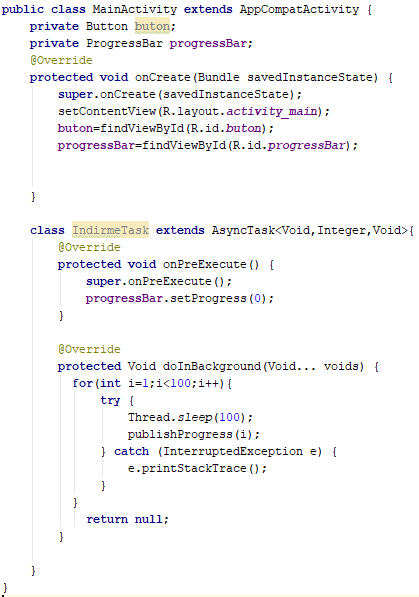 public class MainActivity extends AppCompatActivity {
    private Button buton;
    private ProgressBar progressBar;
    @Override
    protected void onCreate(Bundle savedInstanceState) {
        super.onCreate(savedInstanceState);
        setContentView(R.layout.activity_main);
        buton=findViewById(R.id.buton);
        progressBar=findViewById(R.id.progressBar);
    }
    class IndirmeTask extends AsyncTask<Void,Integer,Void>{
        @Override
        protected void onPreExecute() {
            super.onPreExecute();
            progressBar.setProgress(0);
        }
        @Override
        protected Void doInBackground(Void... voids) {
          for(int i=1;i<100;i++){
              try {
                  Thread.sleep(100);
                  publishProgress(i);
              } catch (InterruptedException e) {
                  e.printStackTrace();
              }
          }
            return null;
        }
    }
}